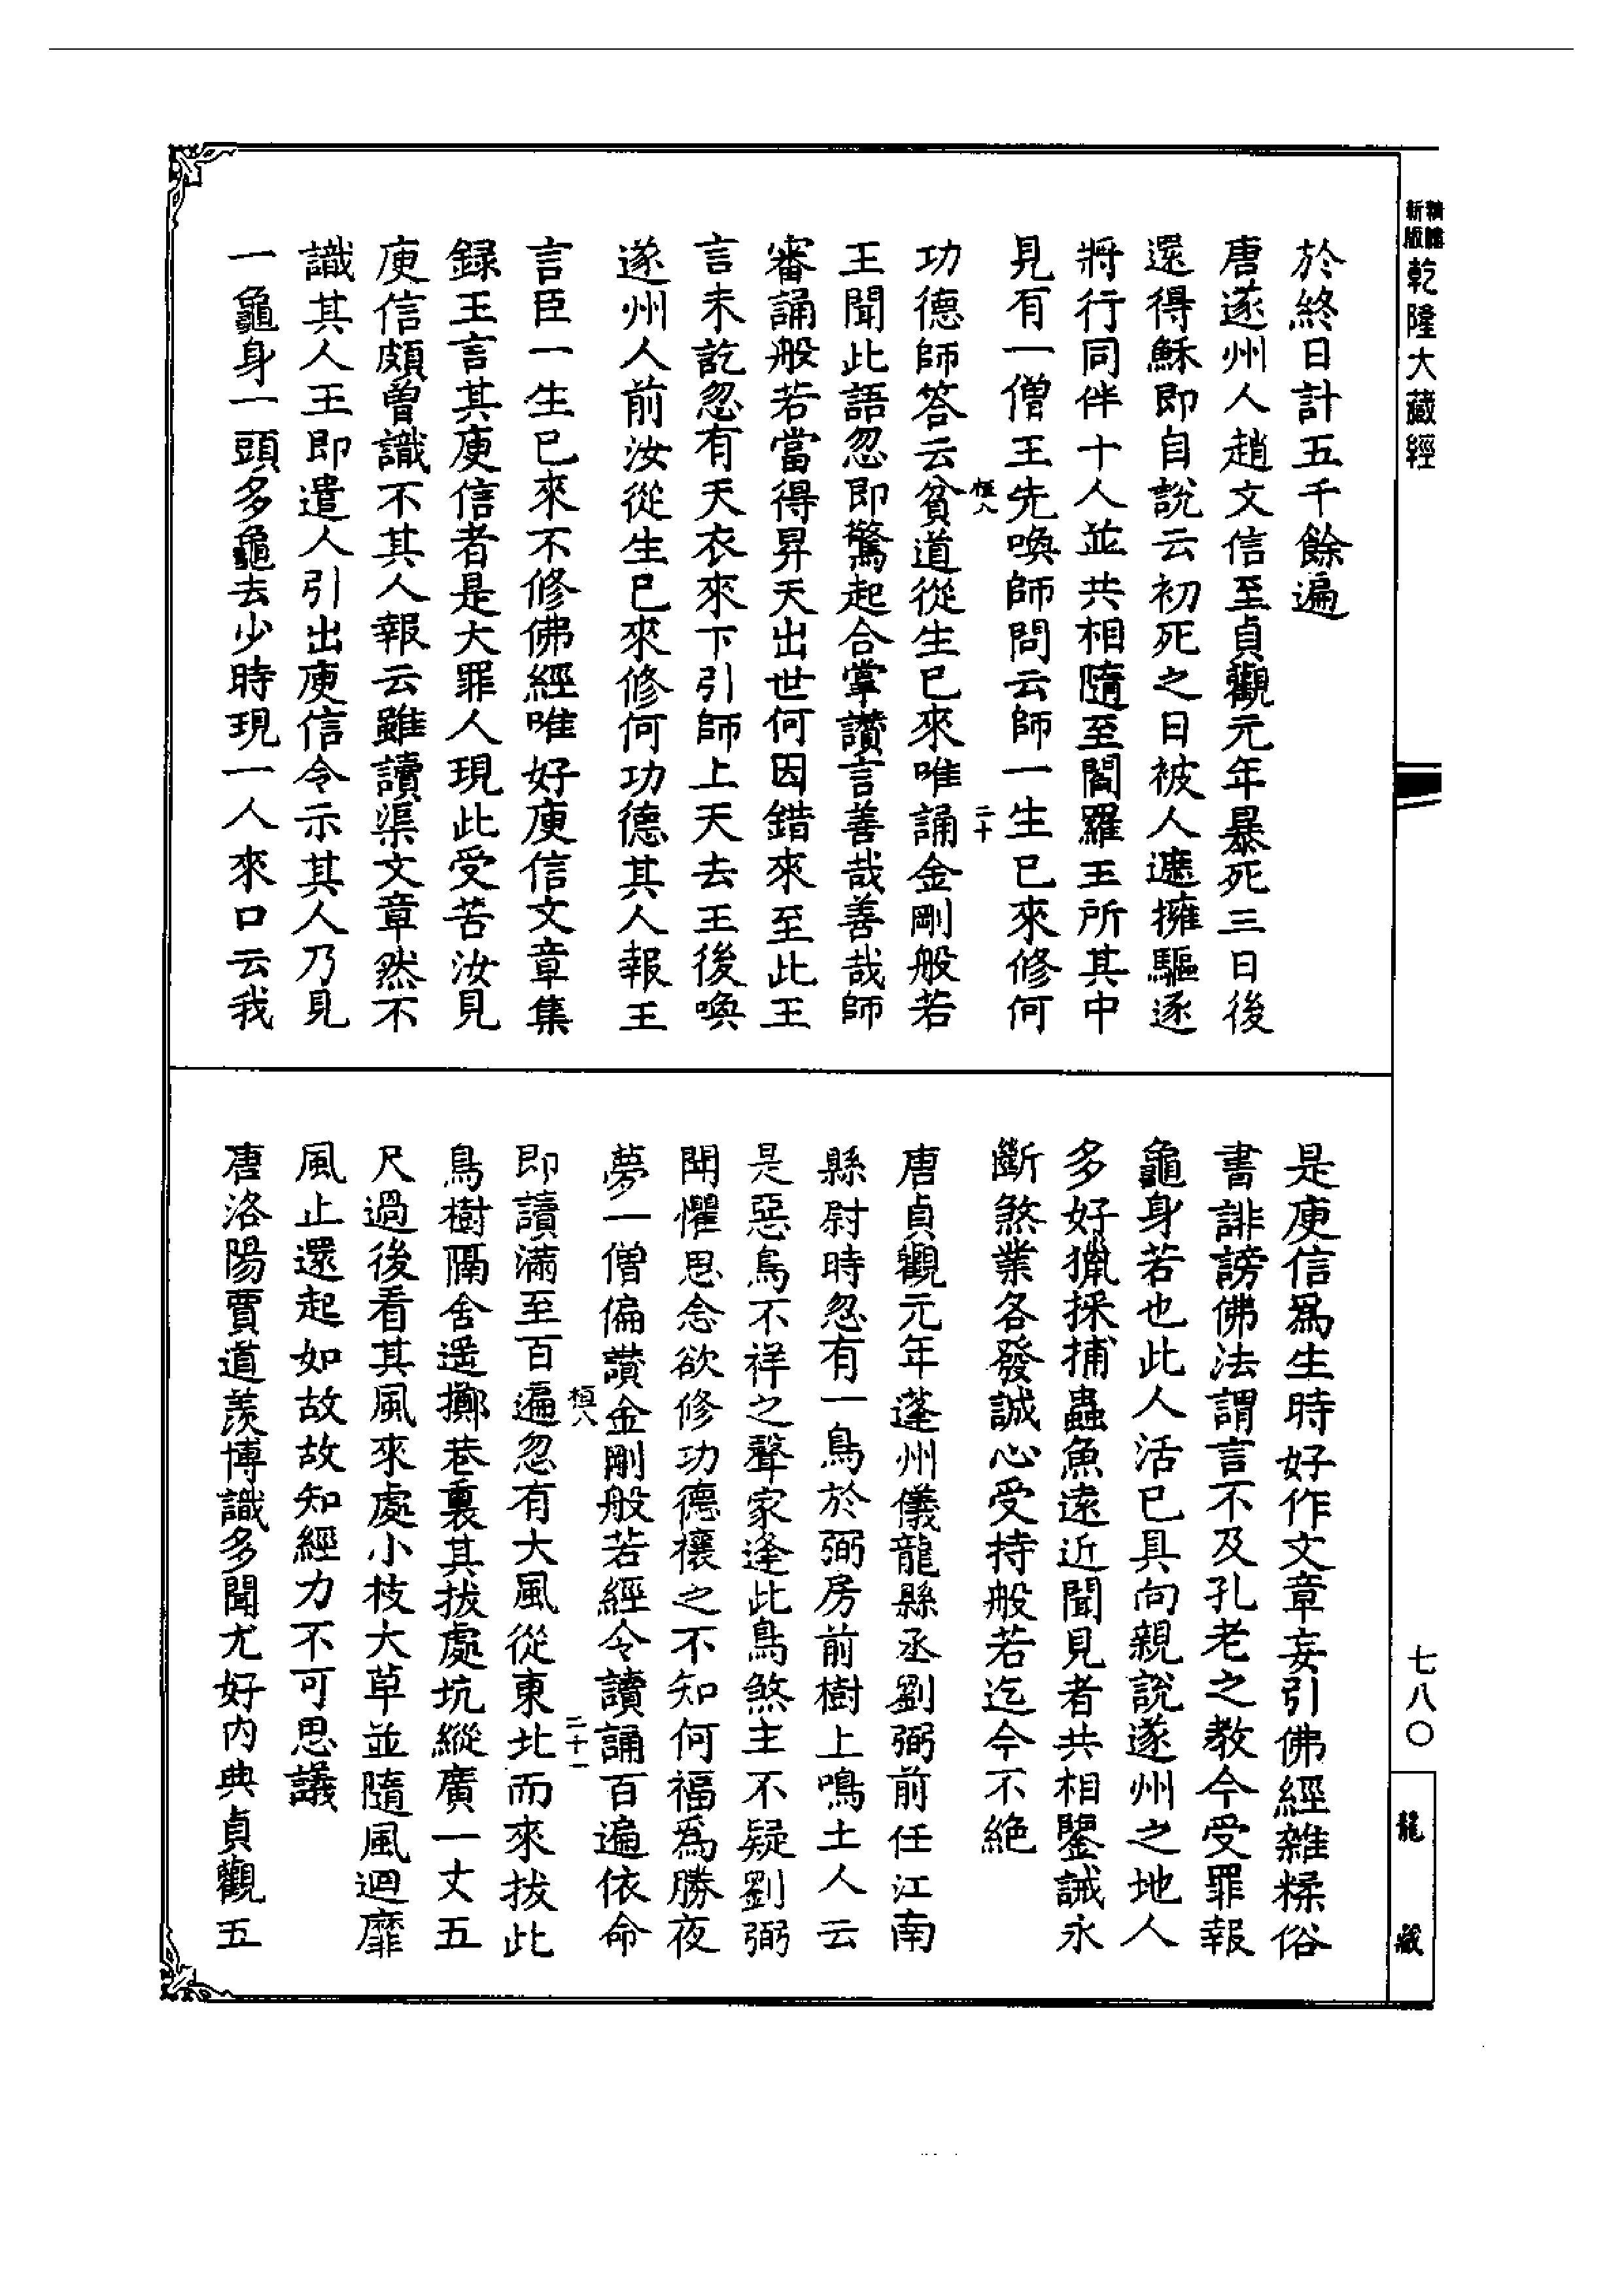 新版
精體
乾隆大藏經
七八〇
龍藏
於終日計五千餘遍
唐遂州人趙文信至貞觀元年暴死三日後
還得穌即自說云初死之日被人遮擁驅逐
將行同伴十人並共相隨至閻羅王所其中
見有一僧王先喚師問云師一生已來修何
桓八
二十
功德師答云貧道從生已來唯誦金剛般若
王聞此語忽即驚起合掌讚言善哉善哉師
審誦般若當得昇天出世何因錯來至此王
言未訖忽有天衣來下引師上天去王後喚
遂州人前汝從生已來修何功德其人報王
言臣一生已來不修佛經唯好庾信文章集
録王言其庾信者是大罪人現此受苦汝見
庾信頗曾識不其人報云雖讀渠文章然不
識其人王即遣人引出庾信令示其人乃見
一龜身一頭多龜去少時現一人來口云我
是庾信爲生時好作文章妄引佛經雜糅俗
書誹謗佛法謂言不及孔老之教今受罪報
龜身若也此人活已具向親說遂州之地人
多好獵採捕蟲魚遠近聞見者共相鑒誡永
斷煞業各發誠心受持般若迄今不絶
唐貞觀元年蓬州儀龍縣丞劉弼前任江南
縣尉時忽有一鳥於弼房前樹上鳴土人云
是惡鳥不祥之聲家逢此鳥煞主不疑劉弼
聞懼思念欲修功德禳之不知何福爲勝夜
夢一僧偏讚金剛般若經令讀誦百遍依命
桓八
二十一
即讀滿至百遍忽有大風從東北而來拔此
鳥樹隔舍遥擲巷裏其拔處坑縱廣一丈五
尺過後看其風來處小枝大草並隨風迴靡
風止還起如故故知經力不可思議
唐洛陽賈道羨博識多聞尤好内典貞觀五